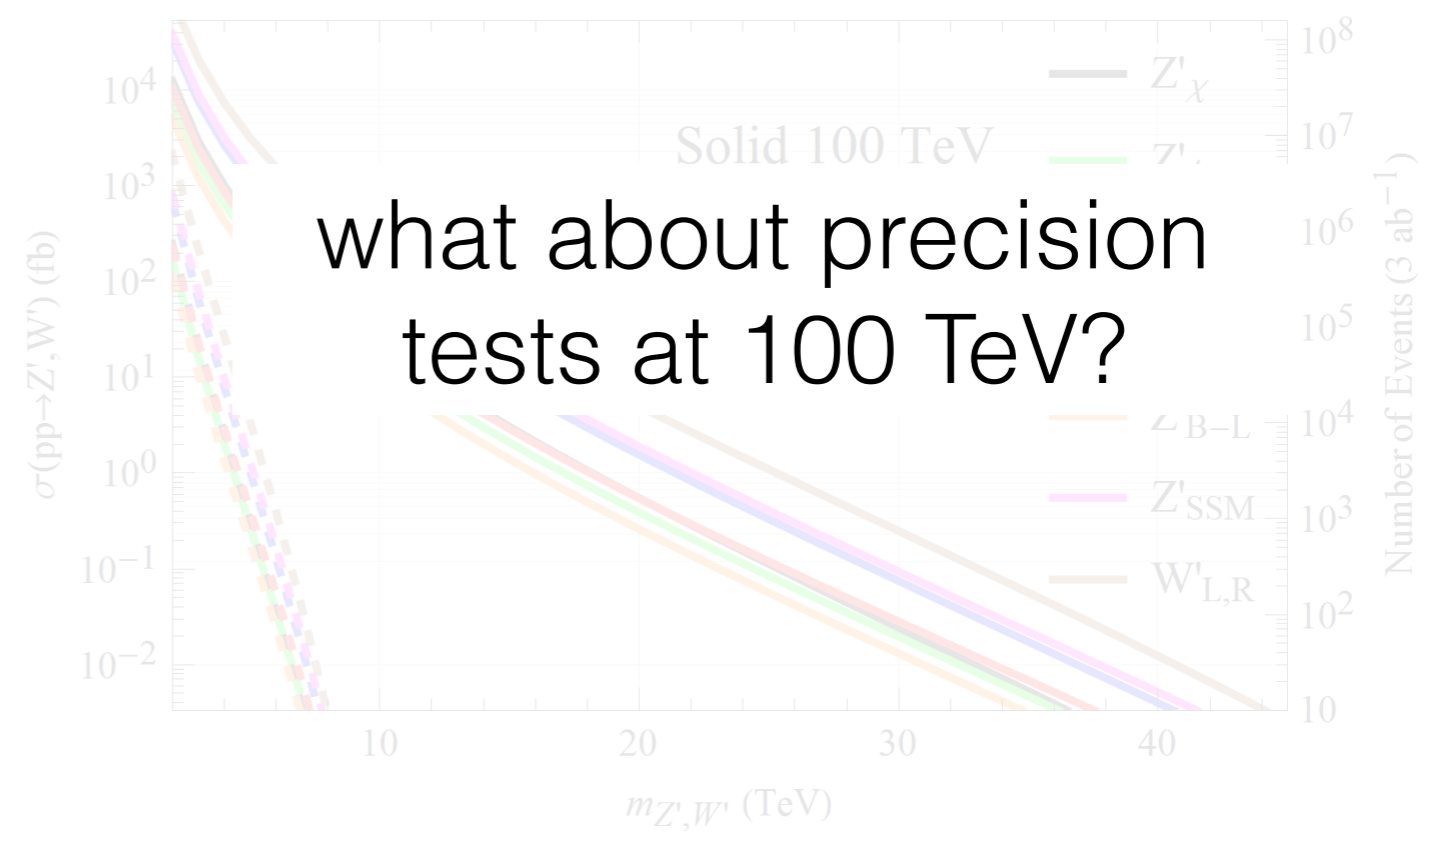 10⁸
10⁴
Z'χ
10⁷
Solid 100 TeV
10³
what about precision
10⁶
tests at 100 TeV?
10²
10⁵
10¹
σ(pp→Z',W') (fb)
Number of Events (3 ab⁻¹)
10⁴
B−L
10⁰
Z'SSM
10³
10⁻¹
W'L,R
10²
10⁻²
10
10 20 30 40
mZ',W' (TeV)